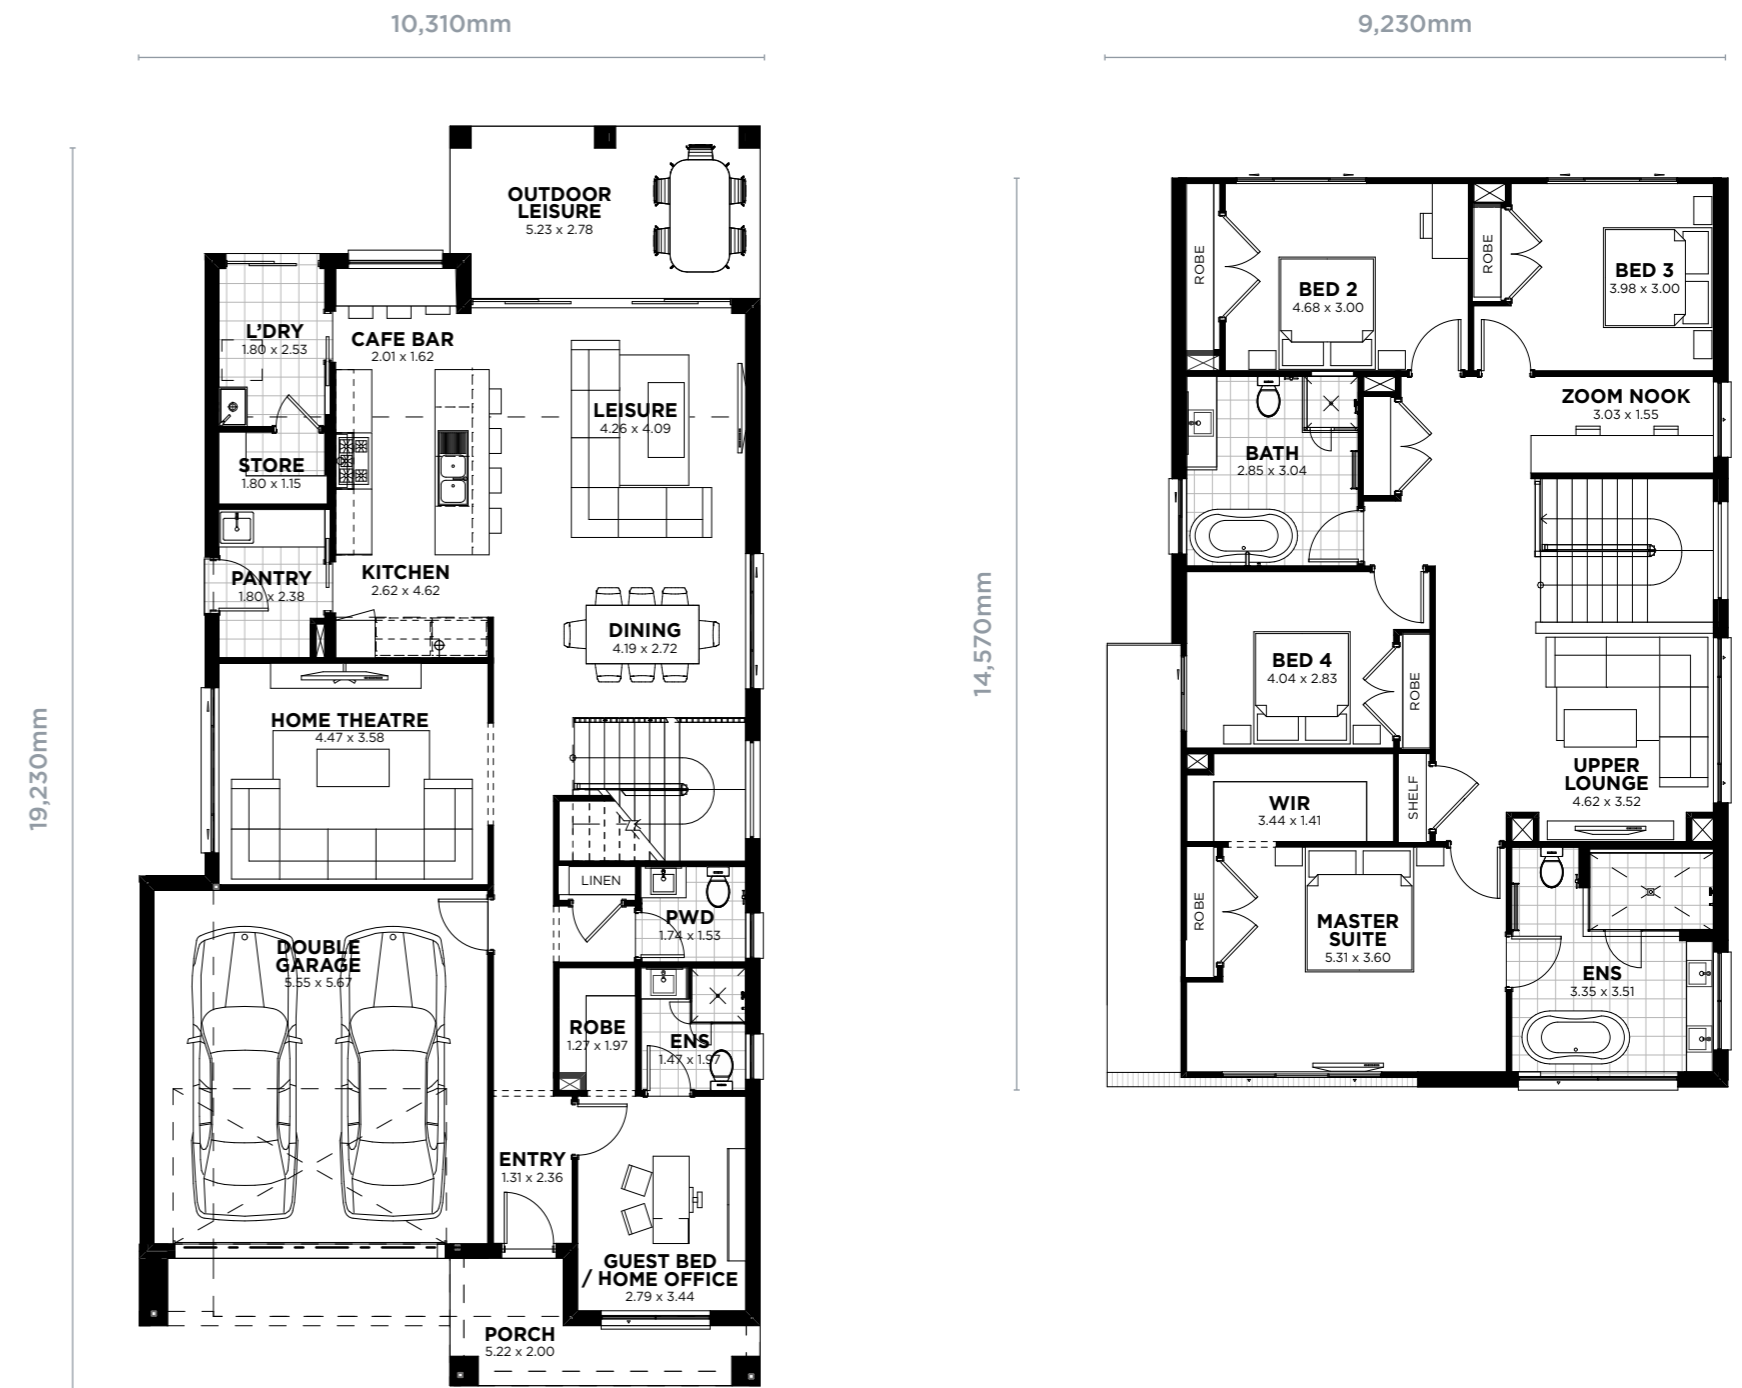 10,310mm
9,230mm
19,230mm
14,570mm
OUTDOOR
LEISURE
5.23 x 2.78
L'DRY
1.80 x 2.53
CAFE BAR
2.01 x 1.62
LEISURE
4.26 x 4.09
STORE
1.80 x 1.15
PANTRY
1.80 x 2.38
KITCHEN
2.62 x 4.62
DINING
4.19 x 2.72
HOME THEATRE
4.47 x 3.58
LINEN
PWD
1.74 x 1.53
DOUBLE
GARAGE
5.55 x 5.67
ROBE
1.27 x 1.97
ENS
1.47 x 1.97
ENTRY
1.31 x 2.36
GUEST BED
/ HOME OFFICE
2.79 x 3.44
PORCH
5.22 x 2.00
ROBE
BED 2
4.68 x 3.00
ROBE
BED 3
3.98 x 3.00
ZOOM NOOK
3.03 x 1.55
BATH
2.85 x 3.04
BED 4
4.04 x 2.83
ROBE
UPPER
LOUNGE
4.62 x 3.52
WIR
3.44 x 1.41
SHELF
ROBE
MASTER
SUITE
5.31 x 3.60
ENS
3.35 x 3.51